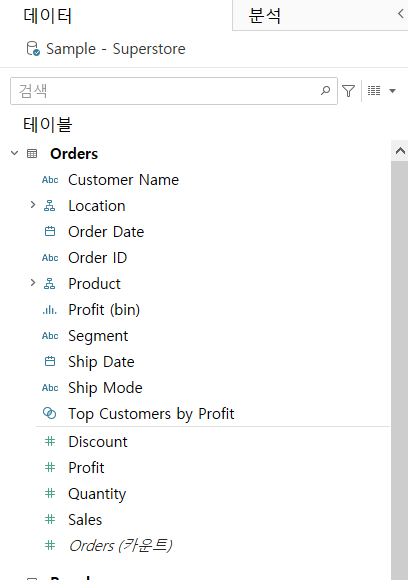 데이터
분석
Sample - Superstore
검색
테이블
Orders
Abc Customer Name
Location
Order Date
Abc Order ID
Product
Profit (bin)
Abc Segment
Ship Date
Abc Ship Mode
Top Customers by Profit
# Discount
# Profit
# Quantity
# Sales
# Orders (카운트)